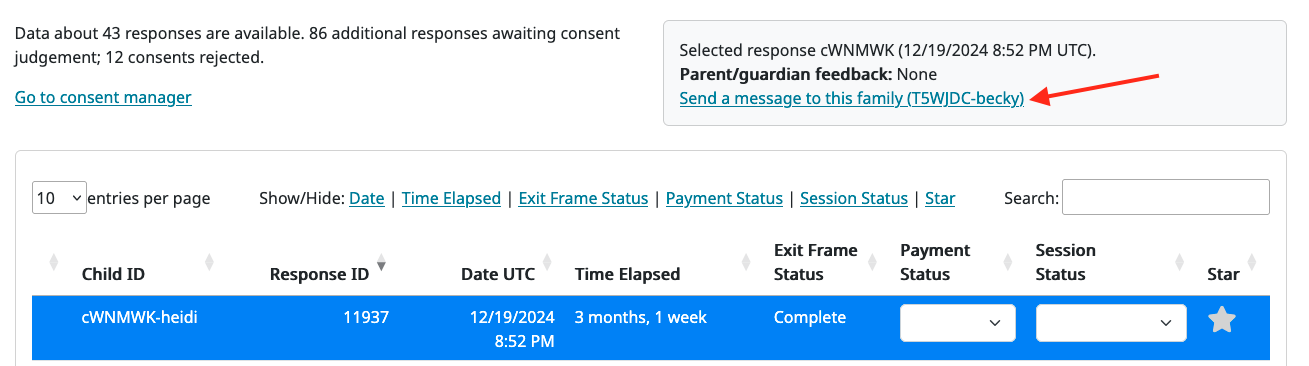 Data about 43 responses are available. 86 additional responses awaiting consent
judgement; 12 consents rejected.
Go to consent manager
Selected response cWNMWK (12/19/2024 8:52 PM UTC).
Parent/guardian feedback: None
Send a message to this family (T5WJDC-becky)
10 entries per page Show/Hide: Date | Time Elapsed | Exit Frame Status | Payment Status | Session Status | Star Search:
Child ID Response ID Date UTC Time Elapsed Exit Frame Status Payment Status Session Status Star
cWNMWK-heidi 11937 12/19/2024 3 months, 1 week Complete
8:52 PM